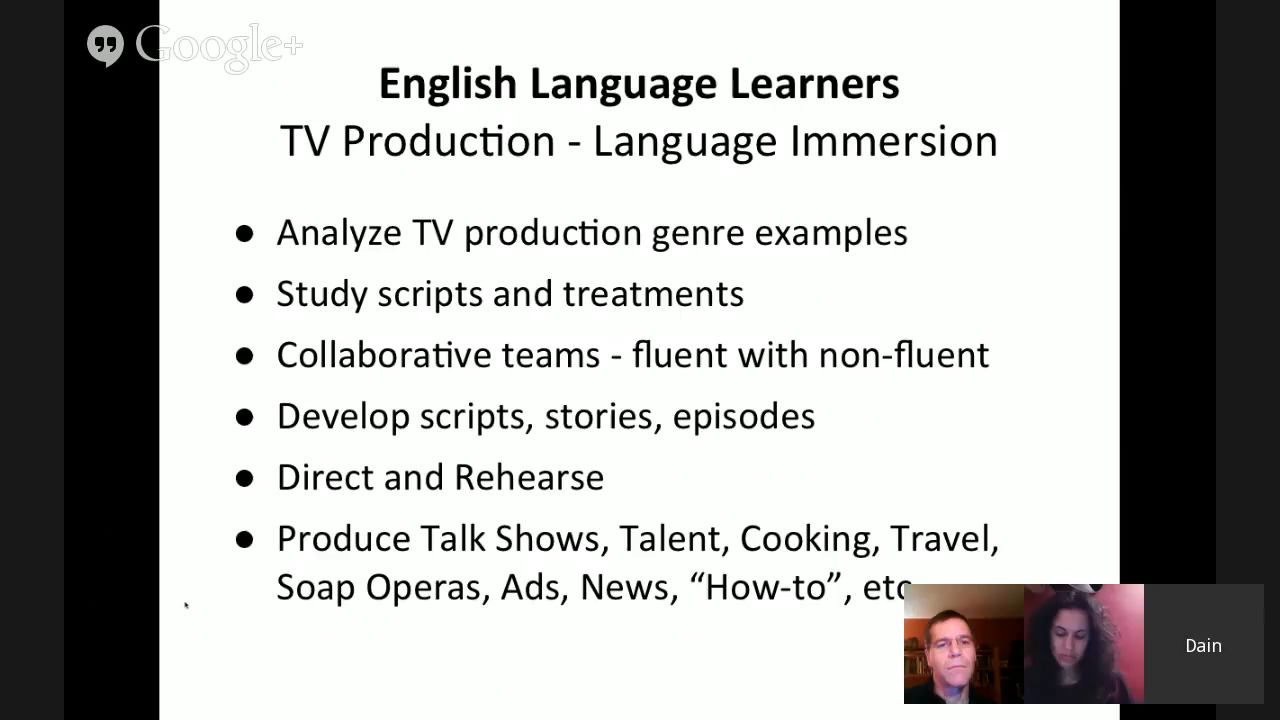 Google+
English Language Learners
TV Production - Language Immersion
● Analyze TV production genre examples
● Study scripts and treatments
● Collaborative teams - fluent with non-fluent
● Develop scripts, stories, episodes
● Direct and Rehearse
● Produce Talk Shows, Talent, Cooking, Travel,
Soap Operas, Ads, News, “How-to”, etc
Dain